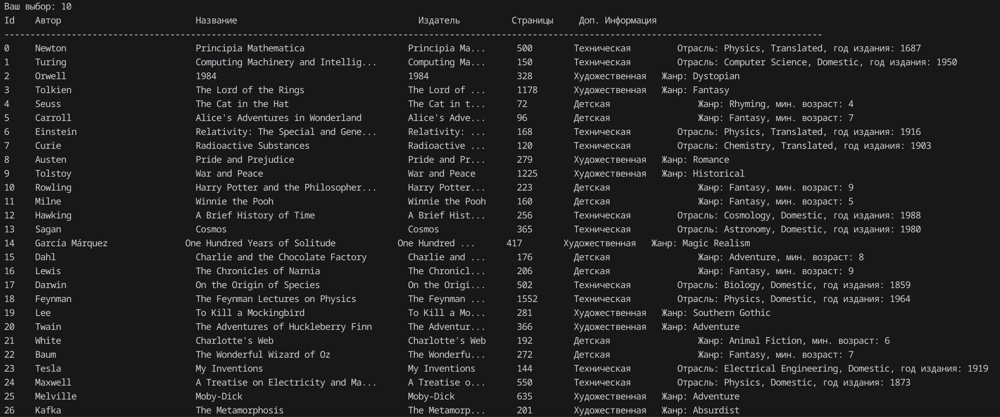 Ваш выбор: 10
Id Автор Название Издатель Страницы Доп. Информация
--------------------------------------------------------------------------------------------------------------------------------------------------------------
0 Newton Principia Mathematica Principia Ma... 500 Техническая Отрасль: Physics, Translated, год издания: 1687
1 Turing Computing Machinery and Intellig... Computing Ma... 150 Техническая Отрасль: Computer Science, Domestic, год издания: 1950
2 Orwell 1984 1984 328 Художественная Жанр: Dystopian
3 Tolkien The Lord of the Rings The Lord of ... 1178 Художественная Жанр: Fantasy
4 Seuss The Cat in the Hat The Cat in t... 72 Детская Жанр: Rhyming, мин. возраст: 4
5 Carroll Alice's Adventures in Wonderland Alice's Adve... 96 Детская Жанр: Fantasy, мин. возраст: 7
6 Einstein Relativity: The Special and Gene... Relativity: ... 168 Техническая Отрасль: Physics, Translated, год издания: 1916
7 Curie Radioactive Substances Radioactive ... 120 Техническая Отрасль: Chemistry, Translated, год издания: 1903
8 Austen Pride and Prejudice Pride and Pr... 279 Художественная Жанр: Romance
9 Tolstoy War and Peace War and Peace 1225 Художественная Жанр: Historical
10 Rowling Harry Potter and the Philosopher... Harry Potter... 223 Детская Жанр: Fantasy, мин. возраст: 9
11 Milne Winnie the Pooh Winnie the Pooh 160 Детская Жанр: Fantasy, мин. возраст: 5
12 Hawking A Brief History of Time A Brief Hist... 256 Техническая Отрасль: Cosmology, Domestic, год издания: 1988
13 Sagan Cosmos Cosmos 365 Техническая Отрасль: Astronomy, Domestic, год издания: 1980
14 García Márquez One Hundred Years of Solitude One Hundred ... 417 Художественная Жанр: Magic Realism
15 Dahl Charlie and the Chocolate Factory Charlie and ... 176 Детская Жанр: Adventure, мин. возраст: 8
16 Lewis The Chronicles of Narnia The Chronicl... 206 Детская Жанр: Fantasy, мин. возраст: 9
17 Darwin On the Origin of Species On the Origi... 502 Техническая Отрасль: Biology, Domestic, год издания: 1859
18 Feynman The Feynman Lectures on Physics The Feynman ... 1552 Техническая Отрасль: Physics, Domestic, год издания: 1964
19 Lee To Kill a Mockingbird To Kill a Mo... 281 Художественная Жанр: Southern Gothic
20 Twain The Adventures of Huckleberry Finn The Adventur... 366 Художественная Жанр: Adventure
21 White Charlotte's Web Charlotte's Web 192 Детская Жанр: Animal Fiction, мин. возраст: 6
22 Baum The Wonderful Wizard of Oz The Wonderfu... 272 Детская Жанр: Fantasy, мин. возраст: 7
23 Tesla My Inventions My Inventions 144 Техническая Отрасль: Electrical Engineering, Domestic, год издания: 1919
24 Maxwell A Treatise on Electricity and Ma... A Treatise o... 550 Техническая Отрасль: Physics, Domestic, год издания: 1873
25 Melville Moby-Dick Moby-Dick 635 Художественная Жанр: Adventure
26 Kafka The Metamorphosis The Metamorp... 201 Художественная Жанр: Absurdist